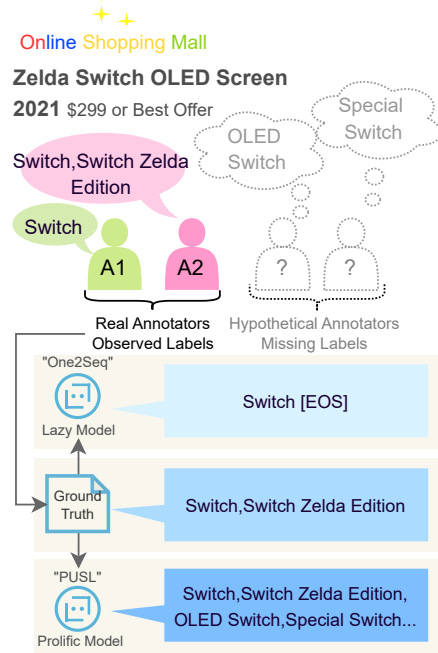 Online Shopping Mall
Zelda Switch OLED Screen
2021 $299 or Best Offer
Special
Switch
OLED
Switch
Switch,Switch Zelda
Edition
Switch
A1
A2
?
?
Real Annotators
Observed Labels
Hypothetical Annotators
Missing Labels
"One2Seq"
Lazy Model
Switch [EOS]
Ground
Truth
Switch,Switch Zelda Edition
"PUSL"
Prolific Model
Switch,Switch Zelda Edition,
OLED Switch,Special Switch...